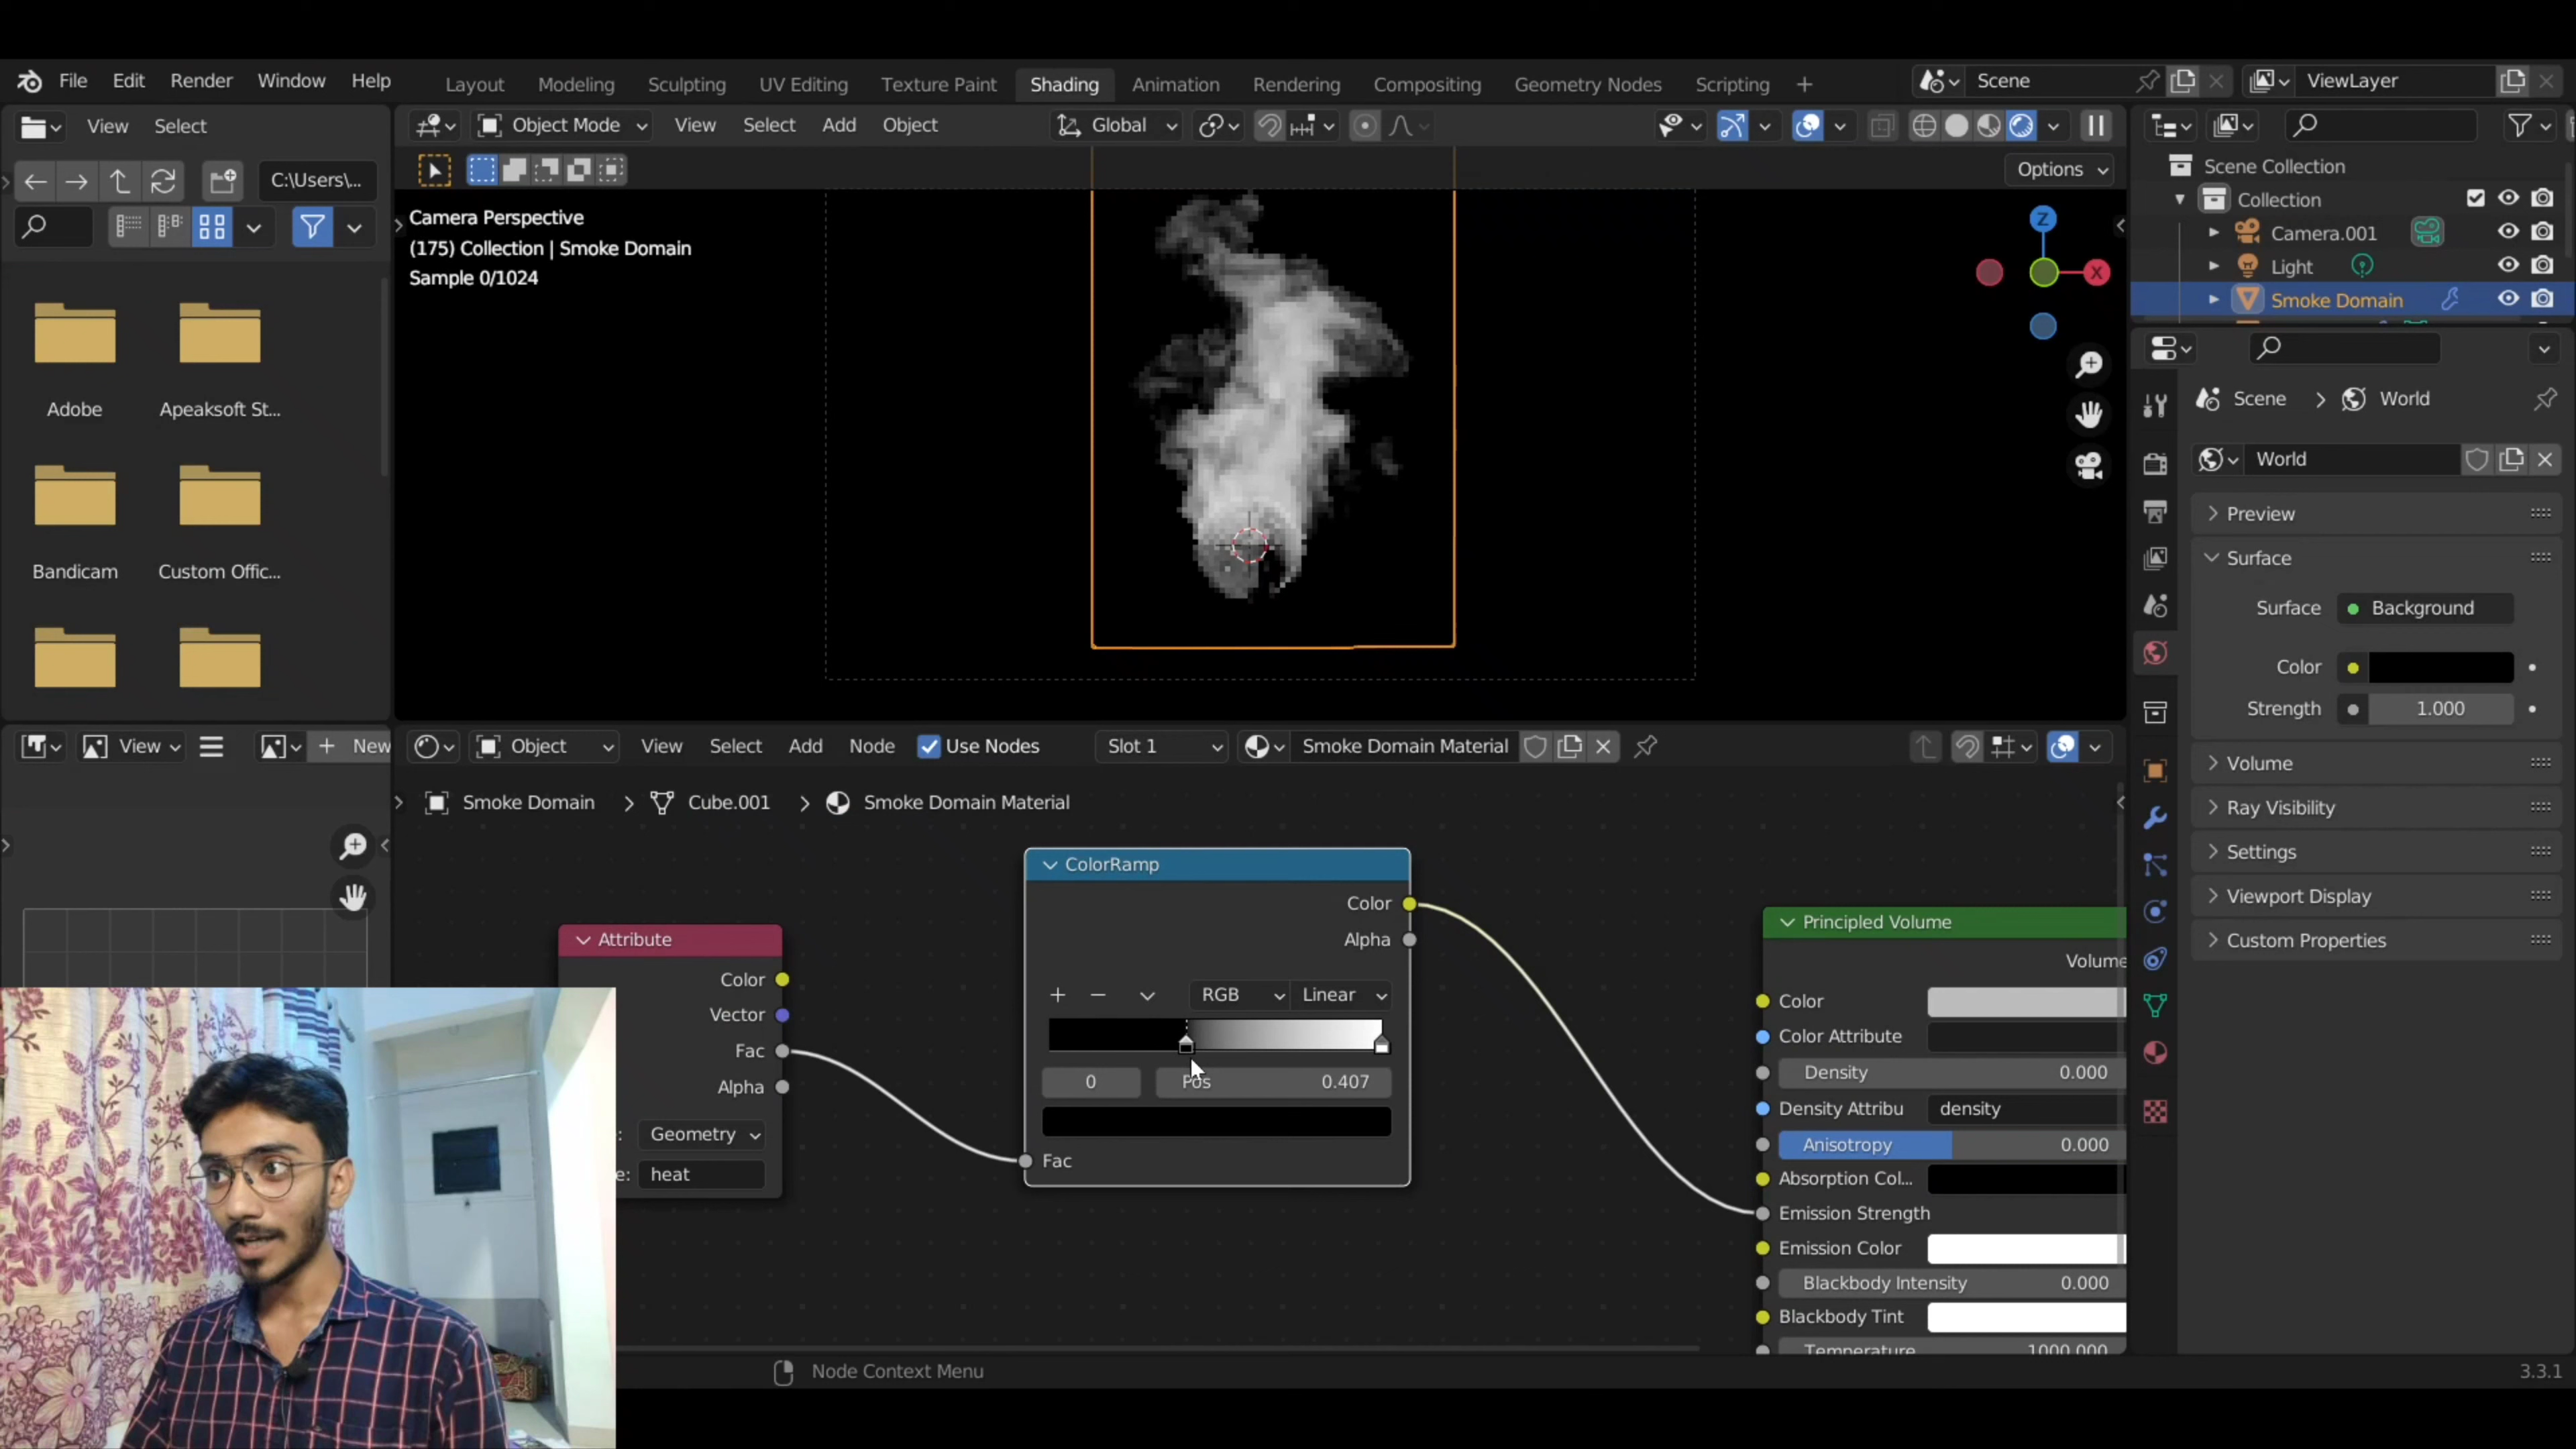 File Edit Render Window Help Layout Modeling Sculpting UV Editing Texture Paint Shading Animation Rendering Compositing Geometry Nodes Scripting + Scene ViewLayer
View Select Object Mode View Select Add Object Global
C:\Users\... Options
Camera Perspective
(175) Collection | Smoke Domain
Sample 0/1024
Z
X
Adobe Apeaksoft St...
Bandicam Custom Offic...
Scene Collection
Collection
Camera.001
Light
Smoke Domain
Scene > World
World
Preview
Surface
Surface Background
Color
Strength 1.000
Volume
Ray Visibility
Settings
Viewport Display
Custom Properties
View + New Object View Select Add Node Use Nodes Slot 1 Smoke Domain Material
Smoke Domain > Cube.001 > Smoke Domain Material
Attribute
Color
Vector
Fac
Alpha
: Geometry
e: heat
ColorRamp
Color
Alpha
+ − RGB Linear
0 Pos 0.407
Fac
Principled Volume
Volume
Color
Color Attribute
Density 0.000
Density Attribu density
Anisotropy 0.000
Absorption Col...
Emission Strength
Emission Color
Blackbody Intensity 0.000
Blackbody Tint
Temperature 1000.000
Node Context Menu
3.3.1